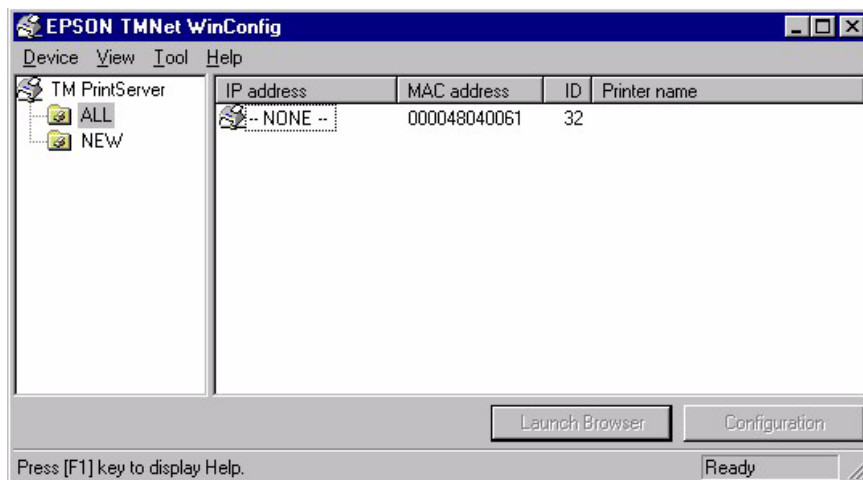 EPSON TMNet WinConfig
Device View Tool Help
TM PrintServer
ALL
NEW
IP address MAC address ID Printer name
-- NONE -- 000048040061 32
Launch Browser Configuration
Press [F1] key to display Help. Ready